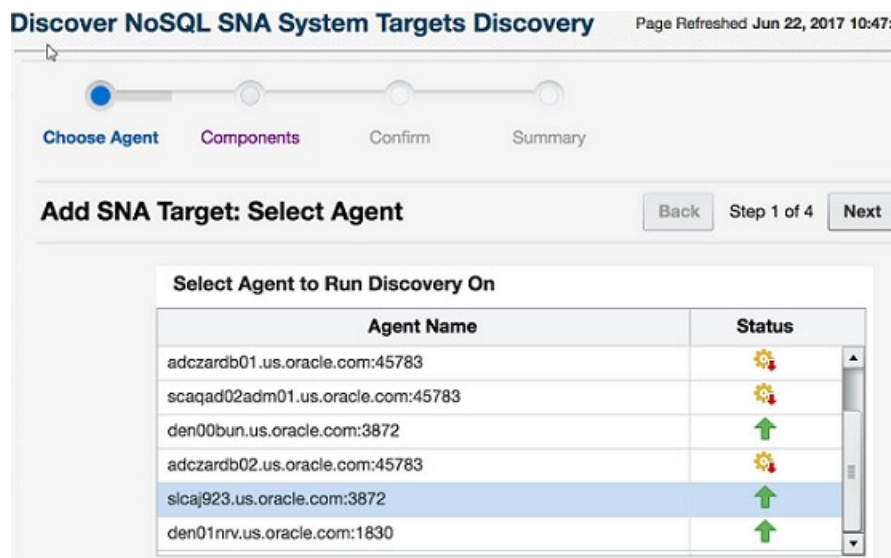 Discover NoSQL SNA System Targets Discovery Page Refreshed Jun 22, 2017 10:47:
Choose Agent Components Confirm Summary
Add SNA Target: Select Agent Back Step 1 of 4 Next
Select Agent to Run Discovery On
Agent Name Status
adczardb01.us.oracle.com:45783
scaqad02adm01.us.oracle.com:45783
den00bun.us.oracle.com:3872
adczardb02.us.oracle.com:45783
slcaj923.us.oracle.com:3872
den01nrv.us.oracle.com:1830